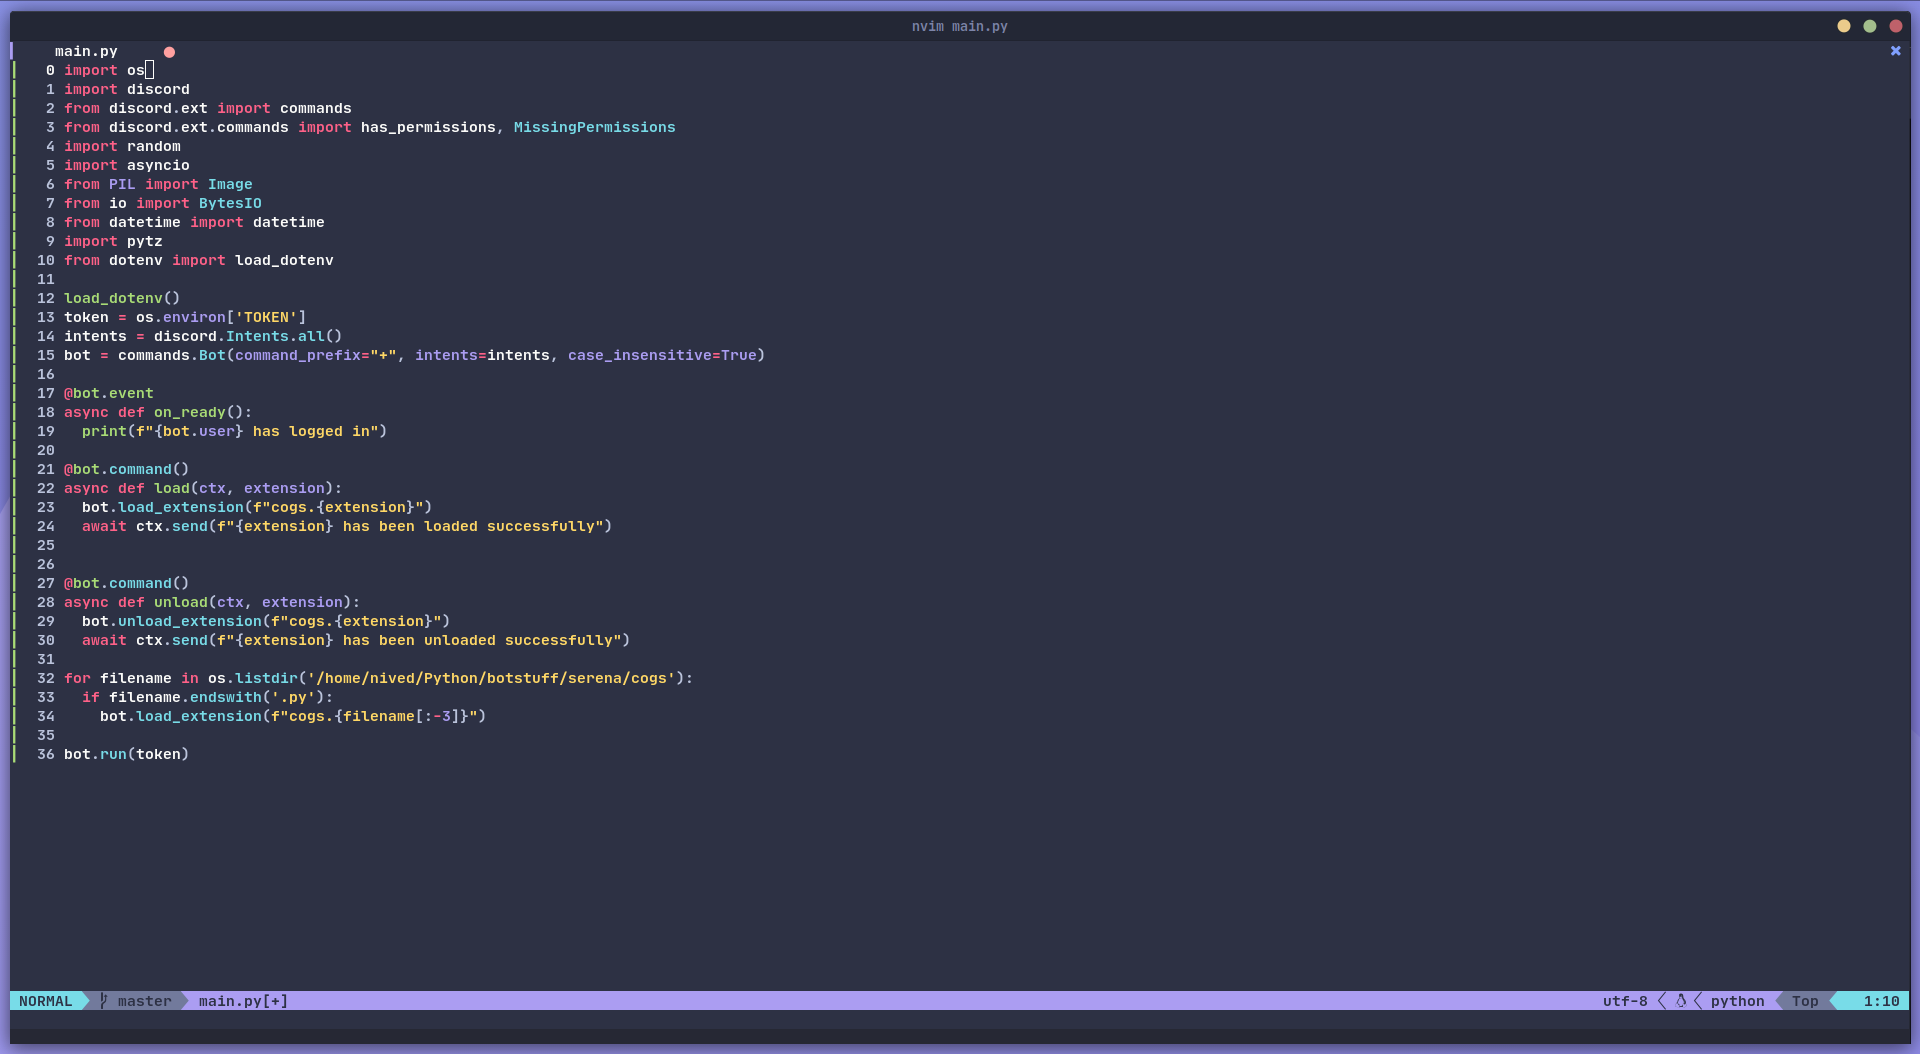 nvim main.py
main.py
0 import os
1 import discord
2 from discord.ext import commands
3 from discord.ext.commands import has_permissions, MissingPermissions
4 import random
5 import asyncio
6 from PIL import Image
7 from io import BytesIO
8 from datetime import datetime
9 import pytz
10 from dotenv import load_dotenv
11
12 load_dotenv()
13 token = os.environ['TOKEN']
14 intents = discord.Intents.all()
15 bot = commands.Bot(command_prefix="+", intents=intents, case_insensitive=True)
16
17 @bot.event
18 async def on_ready():
19   print(f"{bot.user} has logged in")
20
21 @bot.command()
22 async def load(ctx, extension):
23   bot.load_extension(f"cogs.{extension}")
24   await ctx.send(f"{extension} has been loaded successfully")
25
26
27 @bot.command()
28 async def unload(ctx, extension):
29   bot.unload_extension(f"cogs.{extension}")
30   await ctx.send(f"{extension} has been unloaded successfully")
31
32 for filename in os.listdir('/home/nived/Python/botstuff/serena/cogs'):
33   if filename.endswith('.py'):
34     bot.load_extension(f"cogs.{filename[:-3]}")
35
36 bot.run(token)
NORMAL master main.py[+] utf-8 python Top 1:10